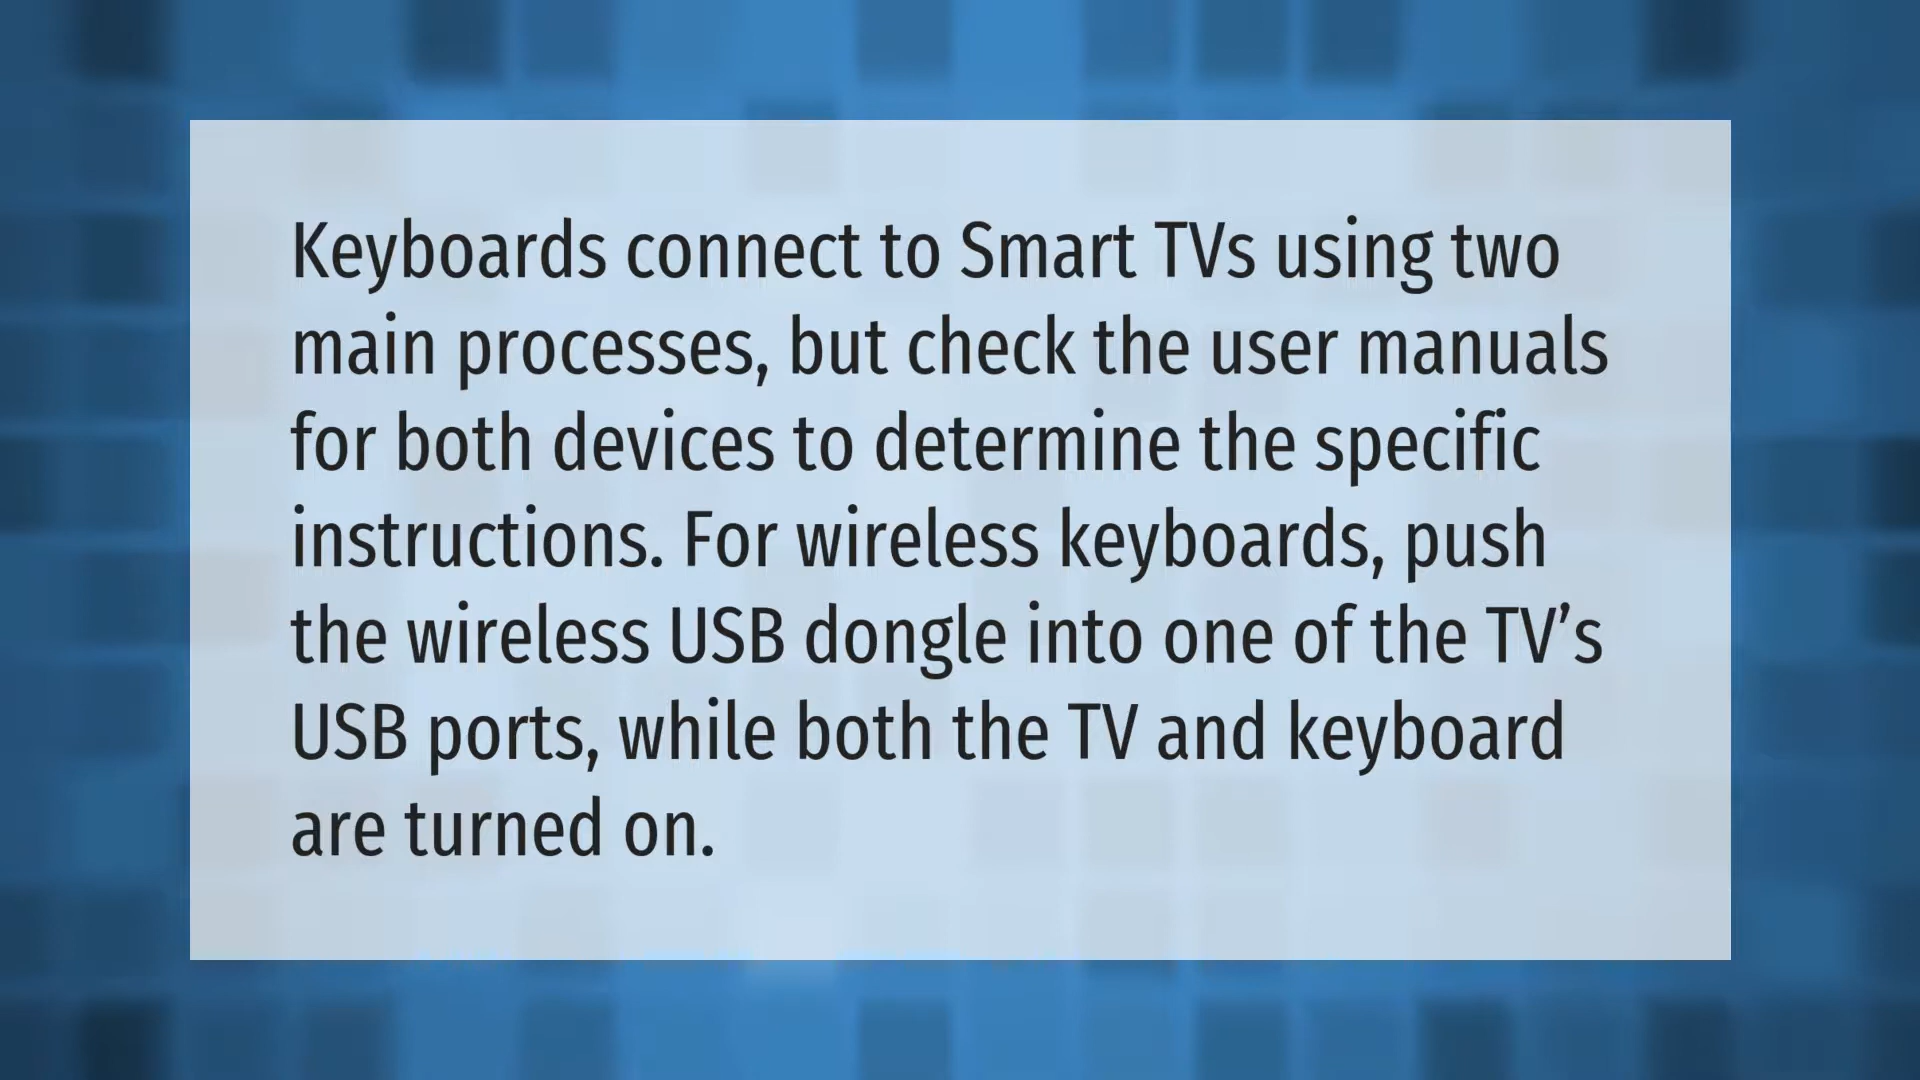 Keyboards connect to Smart TVs using two
main processes, but check the user manuals
for both devices to determine the specific
instructions. For wireless keyboards, push
the wireless USB dongle into one of the TV’s
USB ports, while both the TV and keyboard
are turned on.